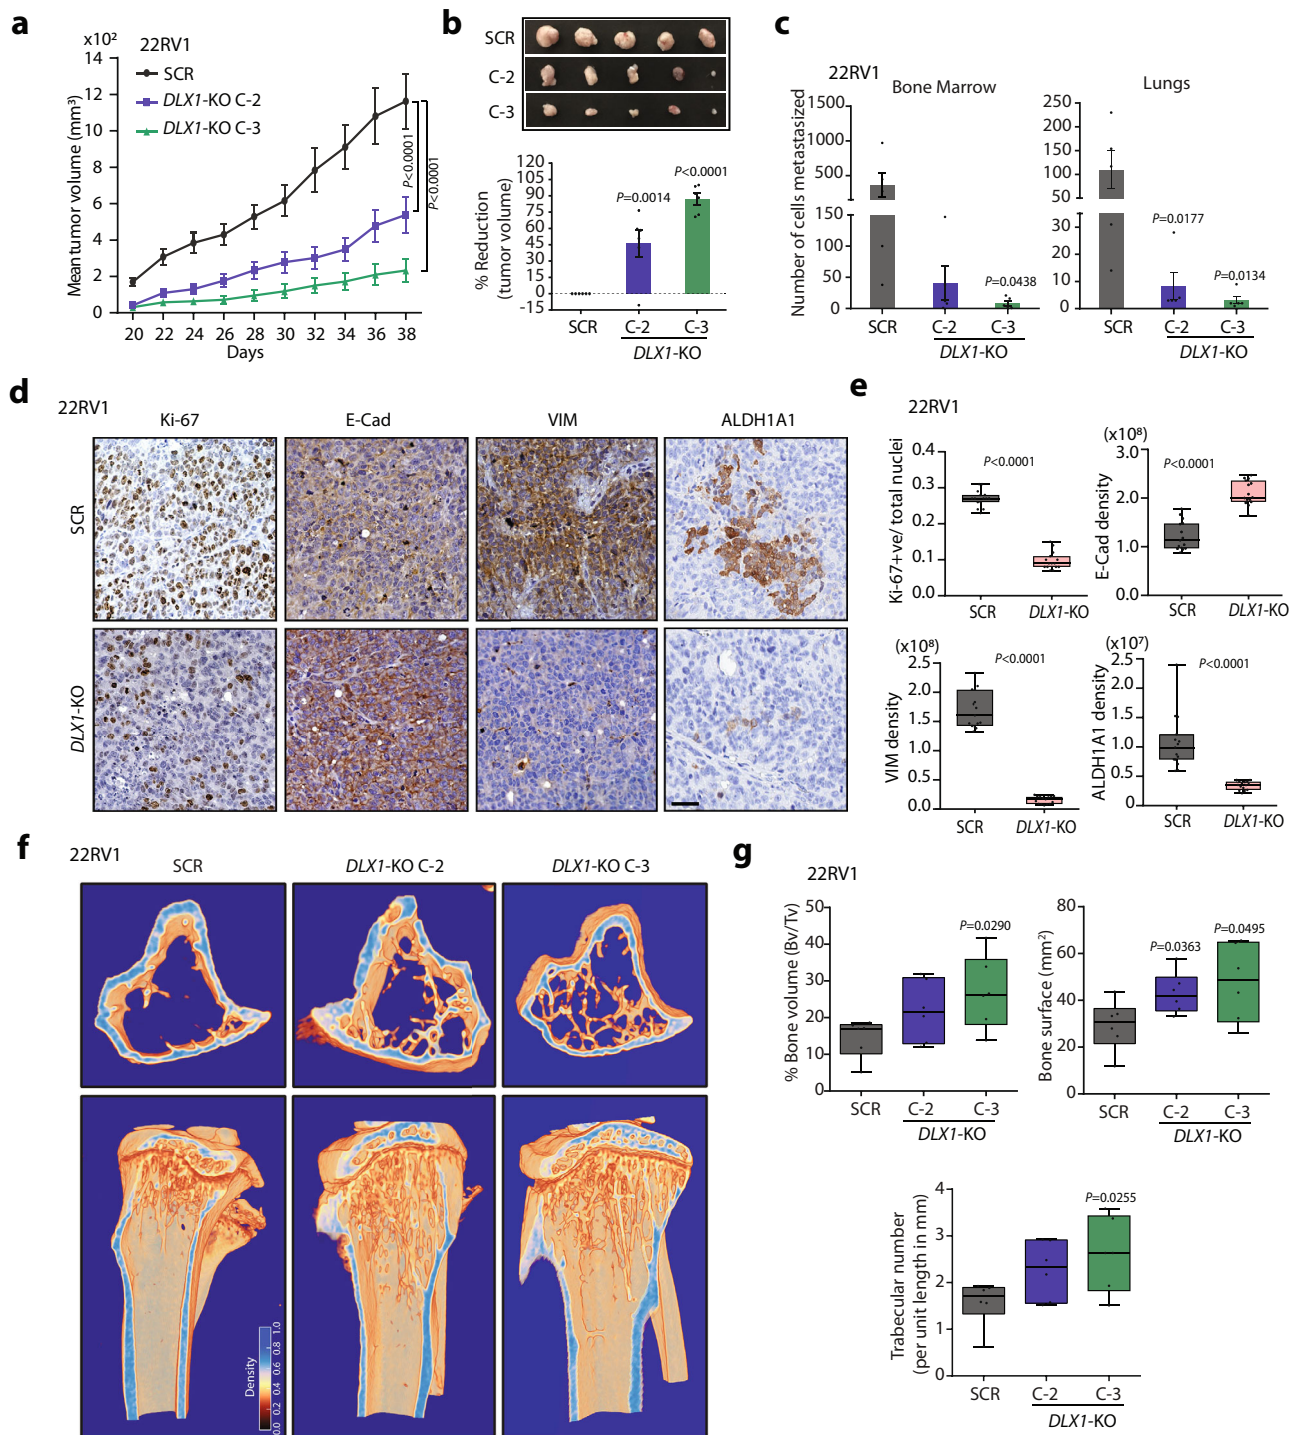 a
x10²
22RV1
SCR
DLX1-KO C-2
DLX1-KO C-3
Mean tumor volume (mm³)
14
12
10
8
6
4
2
0
20 22 24 26 28 30 32 34 36 38
Days
P<0.0001
P<0.0001
b
SCR
C-2
C-3
% Reduction
(tumor volume)
120
105
90
75
60
45
30
15
0
-15
P=0.0014
P<0.0001
SCR C-2 C-3
DLX1-KO
c
22RV1
Bone Marrow
Lungs
Number of cells metastasized
1500
1000
500
150
100
50
0
P=0.0438
SCR C-2 C-3
DLX1-KO
250
200
150
100
50
30
20
10
0
P=0.0177
P=0.0134
SCR C-2 C-3
DLX1-KO
d
22RV1
Ki-67 E-Cad VIM ALDH1A1
SCR
DLX1-KO
e
22RV1
Ki-67+ve/ total nuclei
0.4
0.3
0.2
0.1
0.0
P<0.0001
SCR DLX1-KO
(x10⁸)
E-Cad density
3.0
2.0
1.0
P<0.0001
SCR DLX1-KO
(x10⁸)
VIM density
2.5
2.0
1.5
1.0
0.5
0
P<0.0001
SCR DLX1-KO
(x10⁷)
ALDH1A1 density
2.5
2.0
1.5
1.0
0.5
0
P<0.0001
SCR DLX1-KO
f
22RV1
SCR DLX1-KO C-2 DLX1-KO C-3
Density
0.0 0.2 0.4 0.6 0.8 1.0
g
22RV1
% Bone volume (Bv/Tv)
50
40
30
20
10
0
P=0.0290
SCR C-2 C-3
DLX1-KO
Bone surface (mm²)
80
60
40
20
0
P=0.0363
P=0.0495
SCR C-2 C-3
DLX1-KO
Trabecular number
(per unit length in mm)
4
3
2
1
0
P=0.0255
SCR C-2 C-3
DLX1-KO